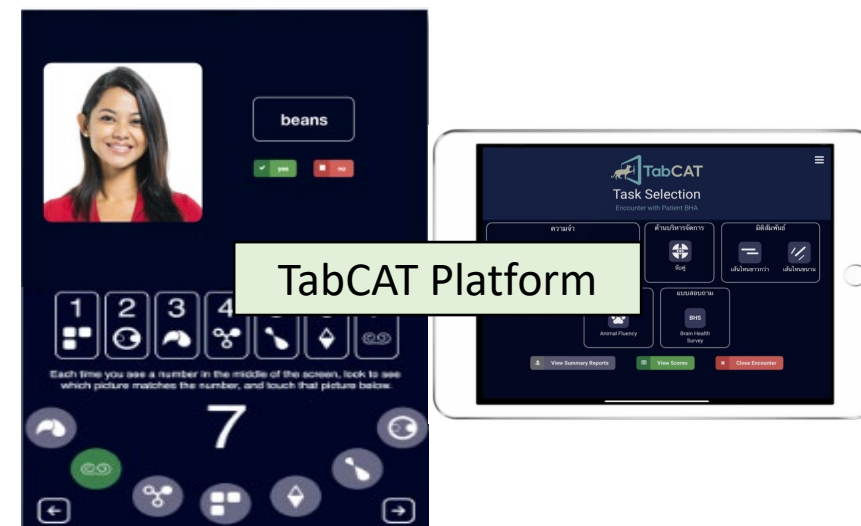 beans
yes
no
1 2 3 4
Each time you see a number in the middle of the screen, look to see
which picture matches the number, and touch that picture below.
7
TabCAT Platform
TabCAT
Task Selection
Encounter with Patient BHA
ความจำ
ด้านบริหารจัดการ
มิติสัมพันธ์
จับคู่
เส้นไหนยาวกว่า
เส้นไหนขนาน
แบบสอบถาม
Animal Fluency
BHS
Brain Health
Survey
View Summary Reports
View Scores
Close Encounter